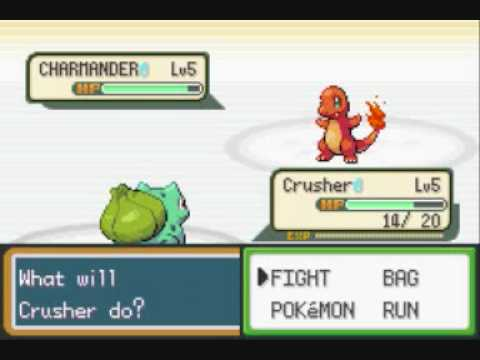 CHARMANDER♂ Lv5
HP
Crusher♂ Lv5
HP
14/ 20
EXP
What will
Crusher do?
▶FIGHT BAG
POKéMON RUN